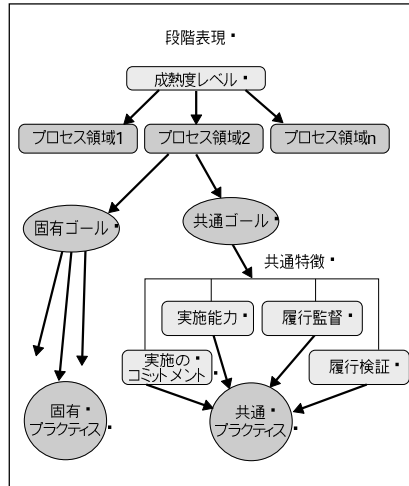 段階表現
成熟度レベル
プロセス領域1
プロセス領域2
プロセス領域n
固有ゴール
共通ゴール
共通特徴
実施能力
履行監督
実施の
コミットメント
履行検証
固有
プラクティス
共通
プラクティス